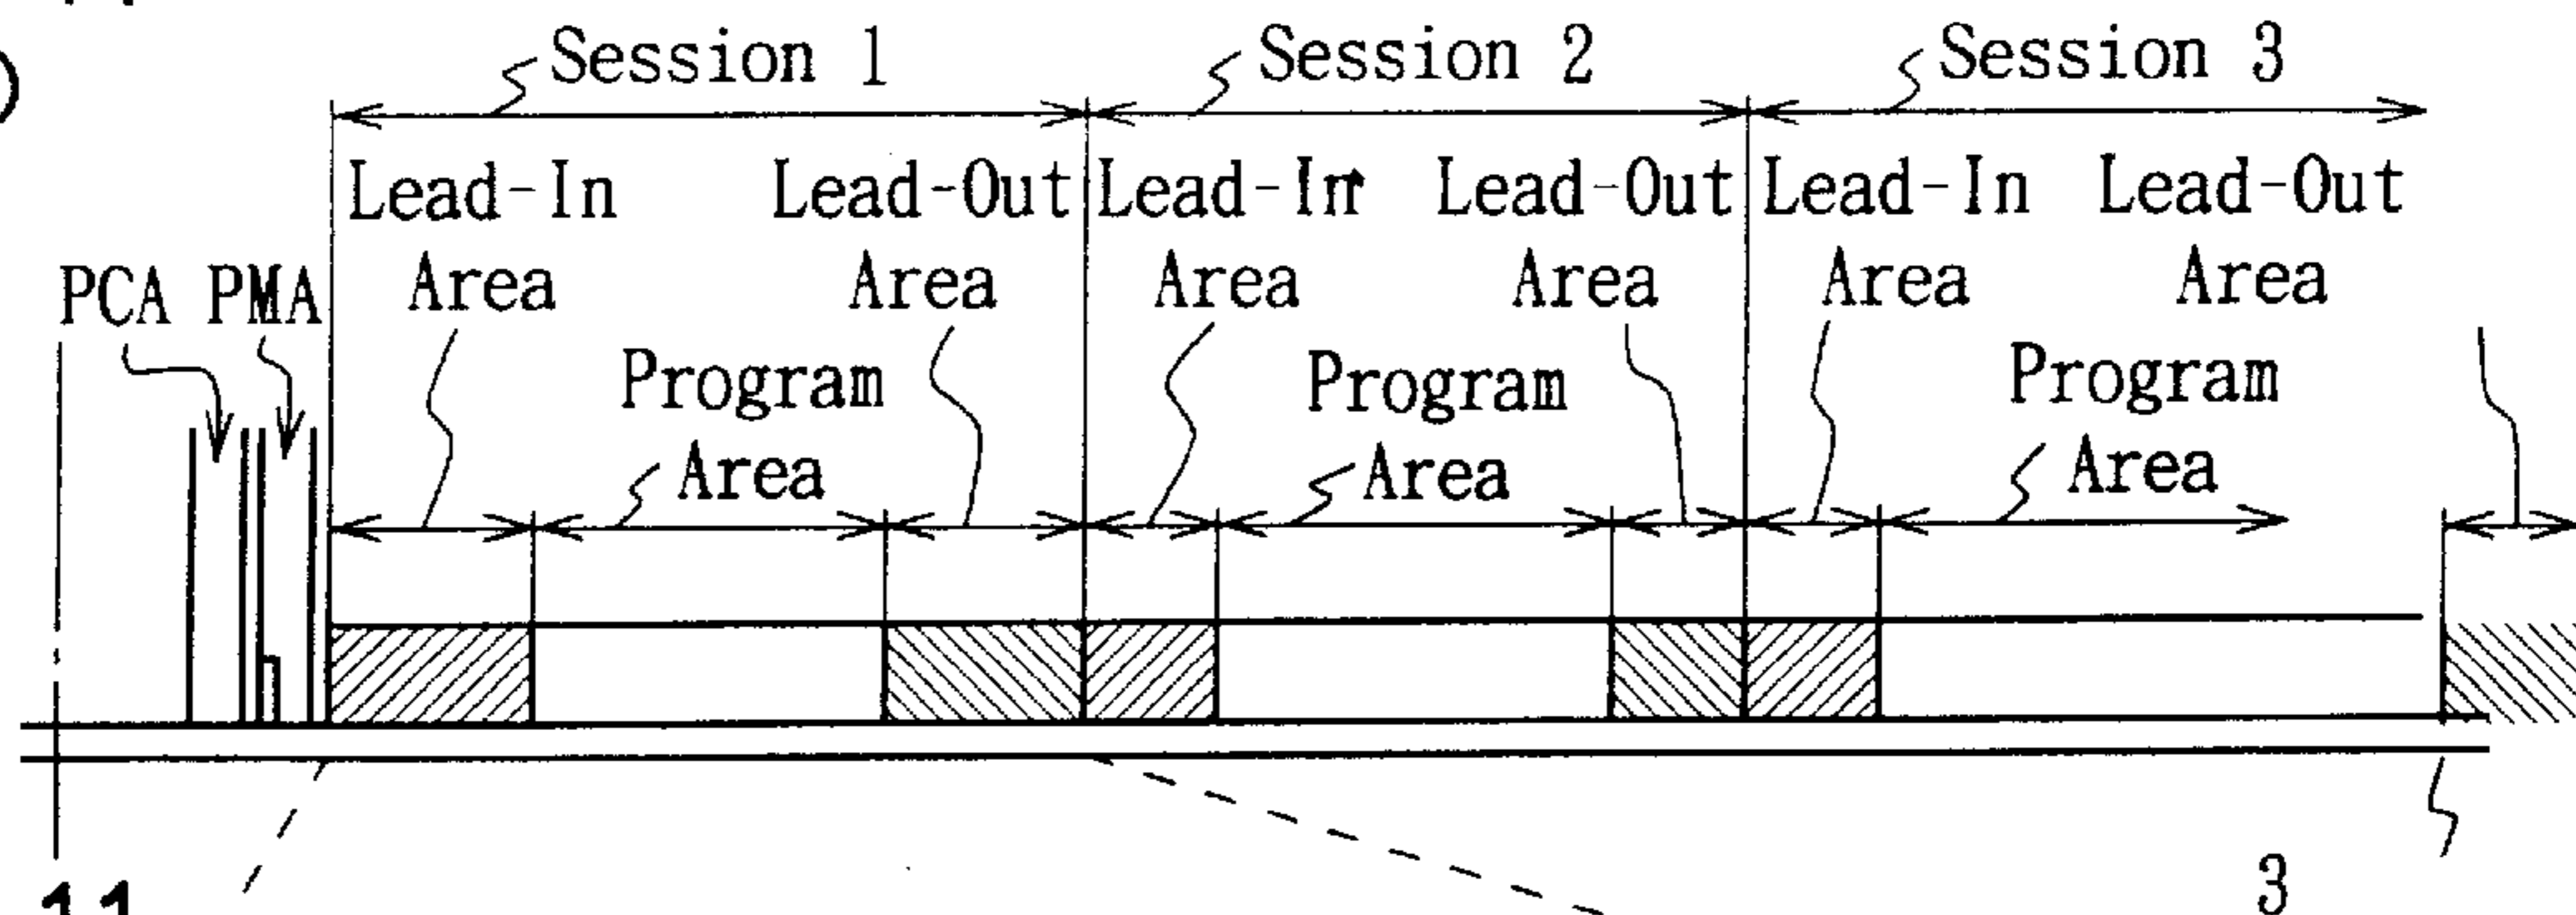 Session 1 Session 2 Session 3
Lead-In Lead-Out Lead-In Lead-Out Lead-In Lead-Out
PCA PMA Area Area Area Area Area Area
Program Program Program
Area Area Area
11 3